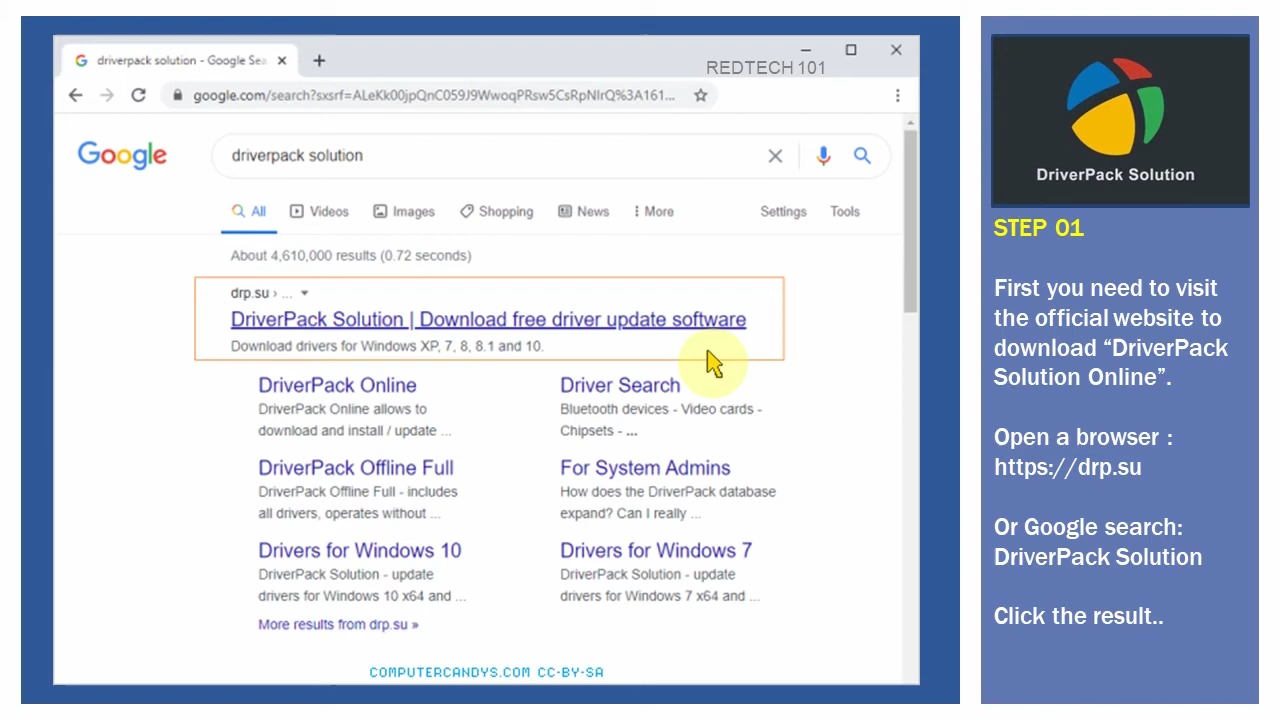 driverpack solution - Google Sea
REDTECH 101
google.com/search?sxsrf=ALeKk00jpQnC059J9WwoqPRsw5CsRpNIrQ%3A161...
Google
driverpack solution
All Videos Images Shopping News More Settings Tools
About 4,610,000 results (0.72 seconds)
drp.su › ...
DriverPack Solution | Download free driver update software
Download drivers for Windows XP, 7, 8, 8.1 and 10.
DriverPack Online
DriverPack Online allows to
download and install / update ...
Driver Search
Bluetooth devices - Video cards -
Chipsets - ...
DriverPack Offline Full
DriverPack Offline Full - includes
all drivers, operates without ...
For System Admins
How does the DriverPack database
expand? Can I really ...
Drivers for Windows 10
DriverPack Solution - update
drivers for Windows 10 x64 and ...
Drivers for Windows 7
DriverPack Solution - update
drivers for Windows 7 x64 and ...
More results from drp.su »
COMPUTERCANDYS.COM CC-BY-SA
DriverPack Solution
STEP 01
First you need to visit
the official website to
download “DriverPack
Solution Online”.
Open a browser :
https://drp.su
Or Google search:
DriverPack Solution
Click the result..